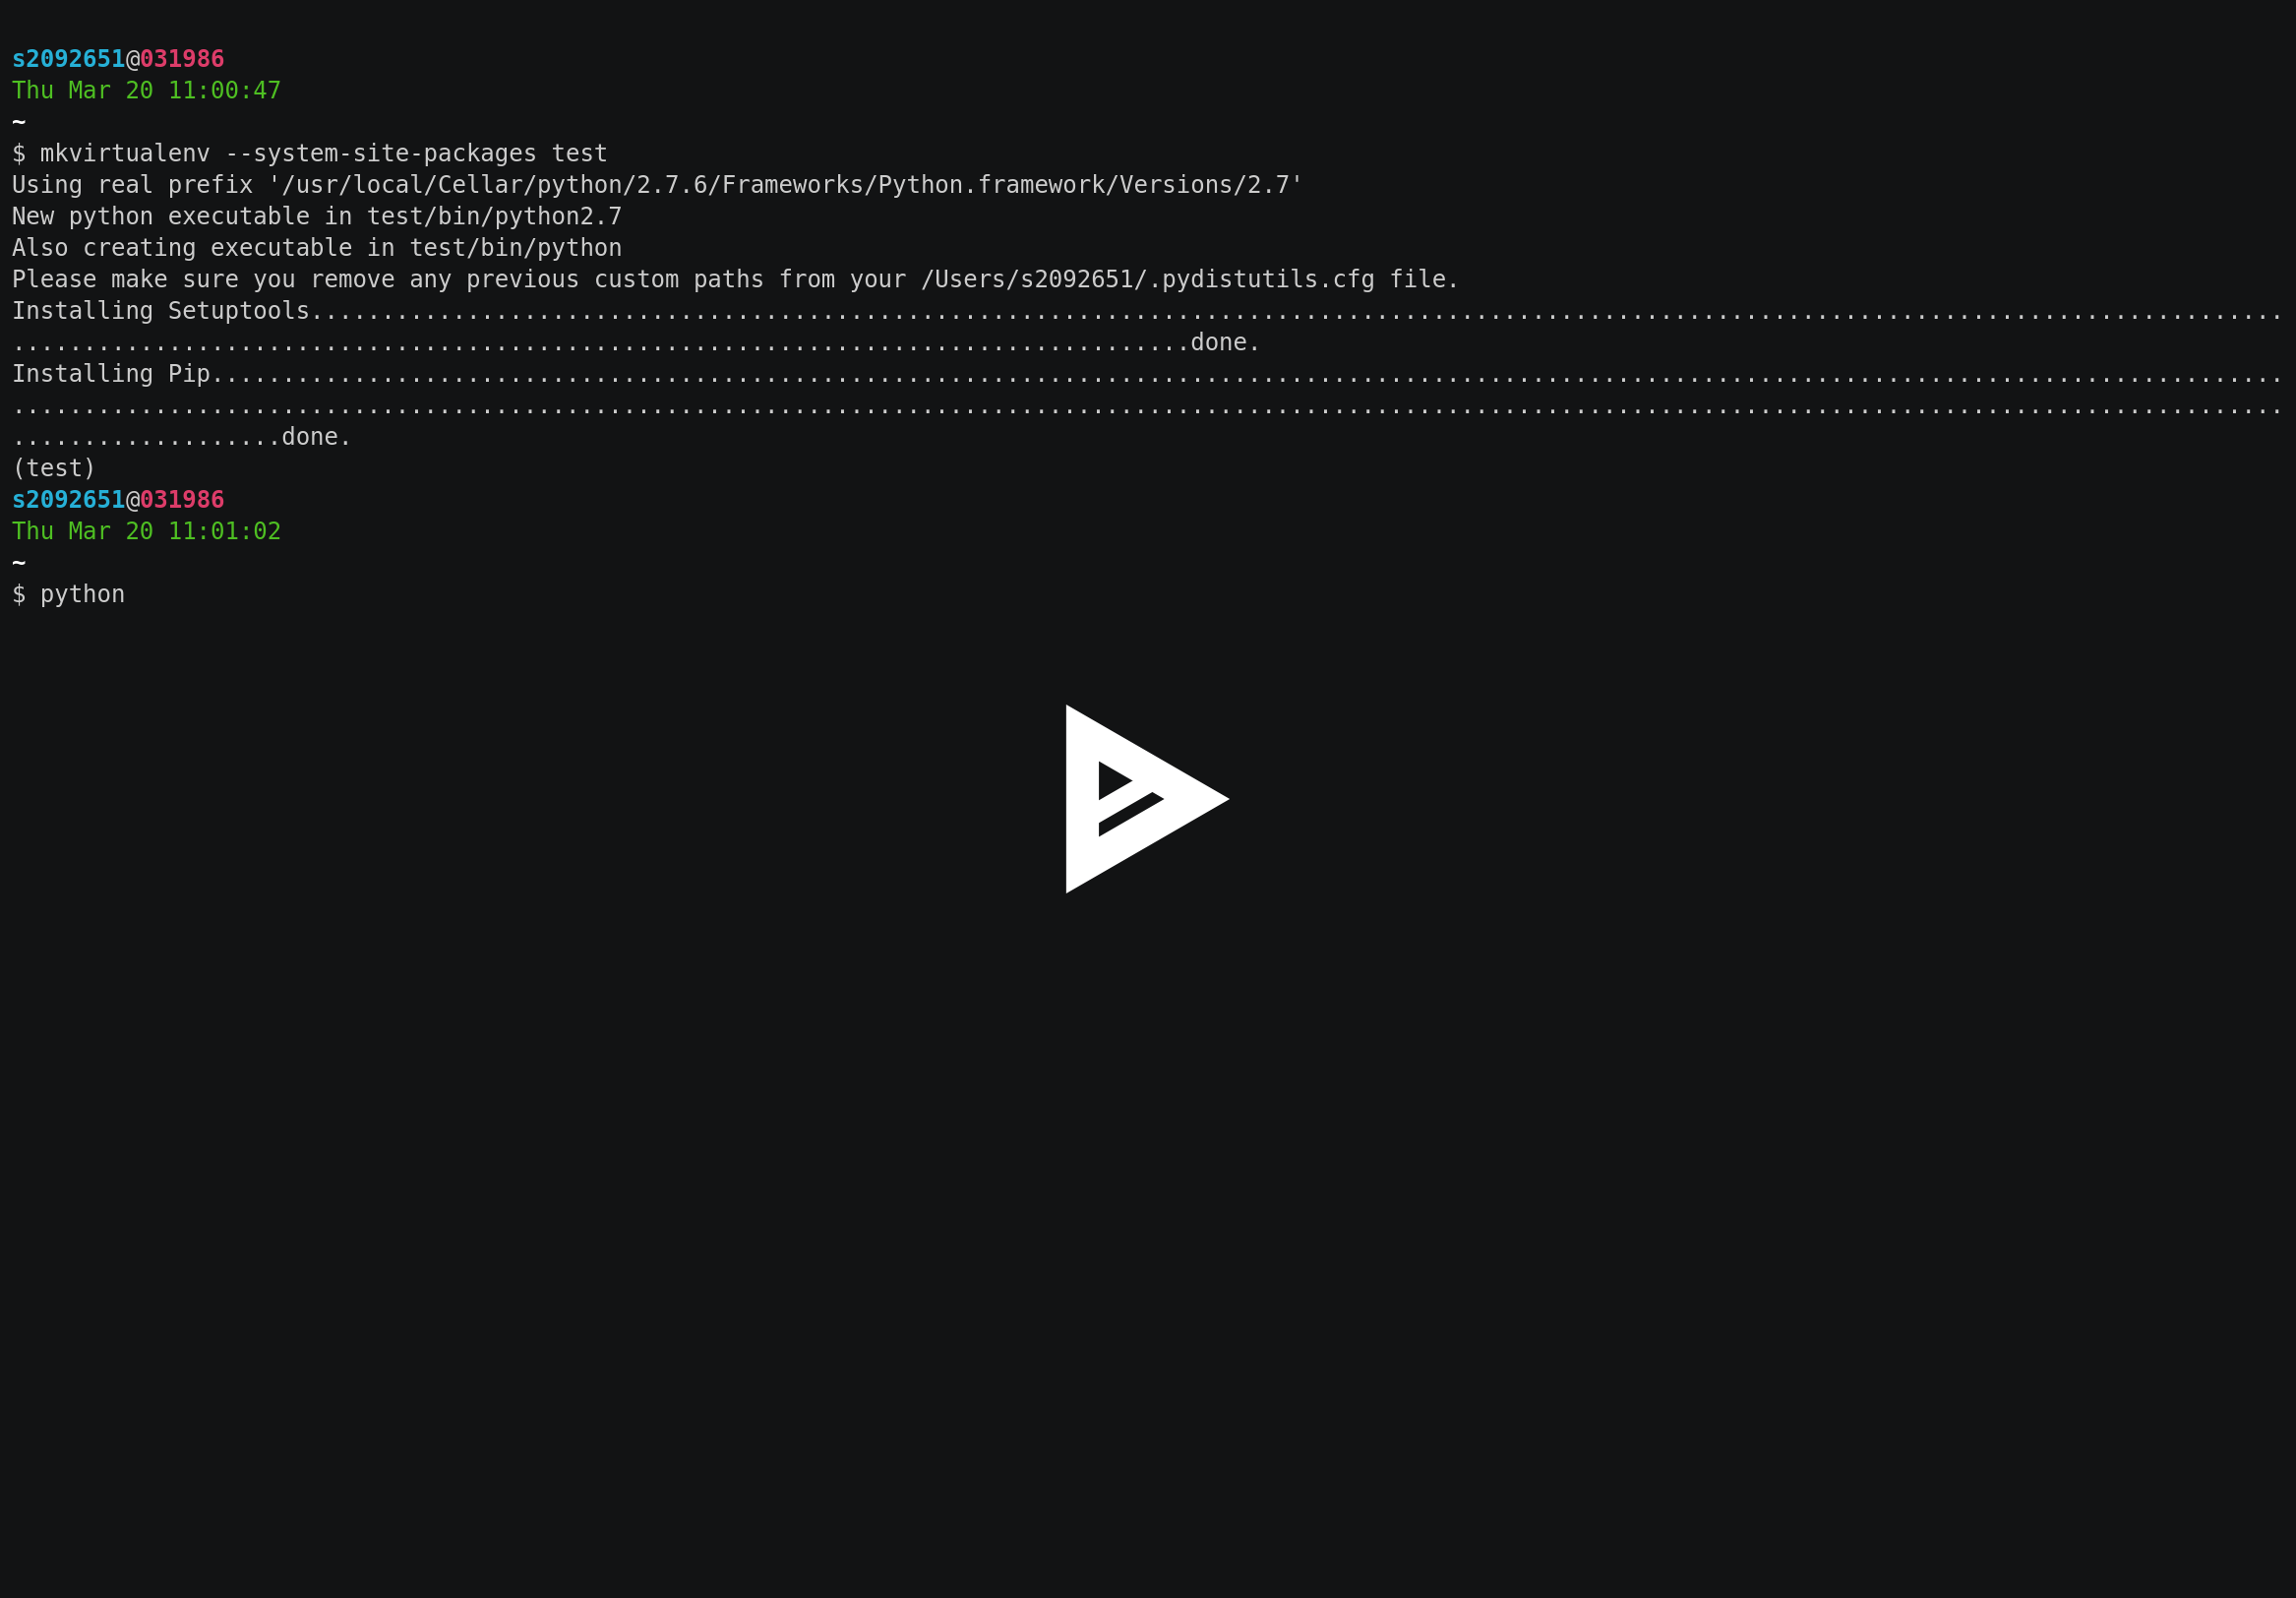 s2092651@031986
Thu Mar 20 11:00:47
~
$ mkvirtualenv --system-site-packages test
Using real prefix '/usr/local/Cellar/python/2.7.6/Frameworks/Python.framework/Versions/2.7'
New python executable in test/bin/python2.7
Also creating executable in test/bin/python
Please make sure you remove any previous custom paths from your /Users/s2092651/.pydistutils.cfg file.
Installing Setuptools...........................................................................................................................................
...................................................................................done.
Installing Pip..................................................................................................................................................
................................................................................................................................................................
...................done.
(test)
s2092651@031986
Thu Mar 20 11:01:02
~
$ python